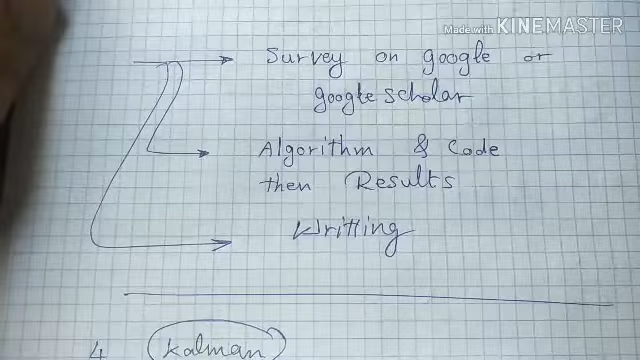 Made with KINEMASTER
Survey on google or
google scholar
Algorithm & Code
then Results
Writting
4 Kalman